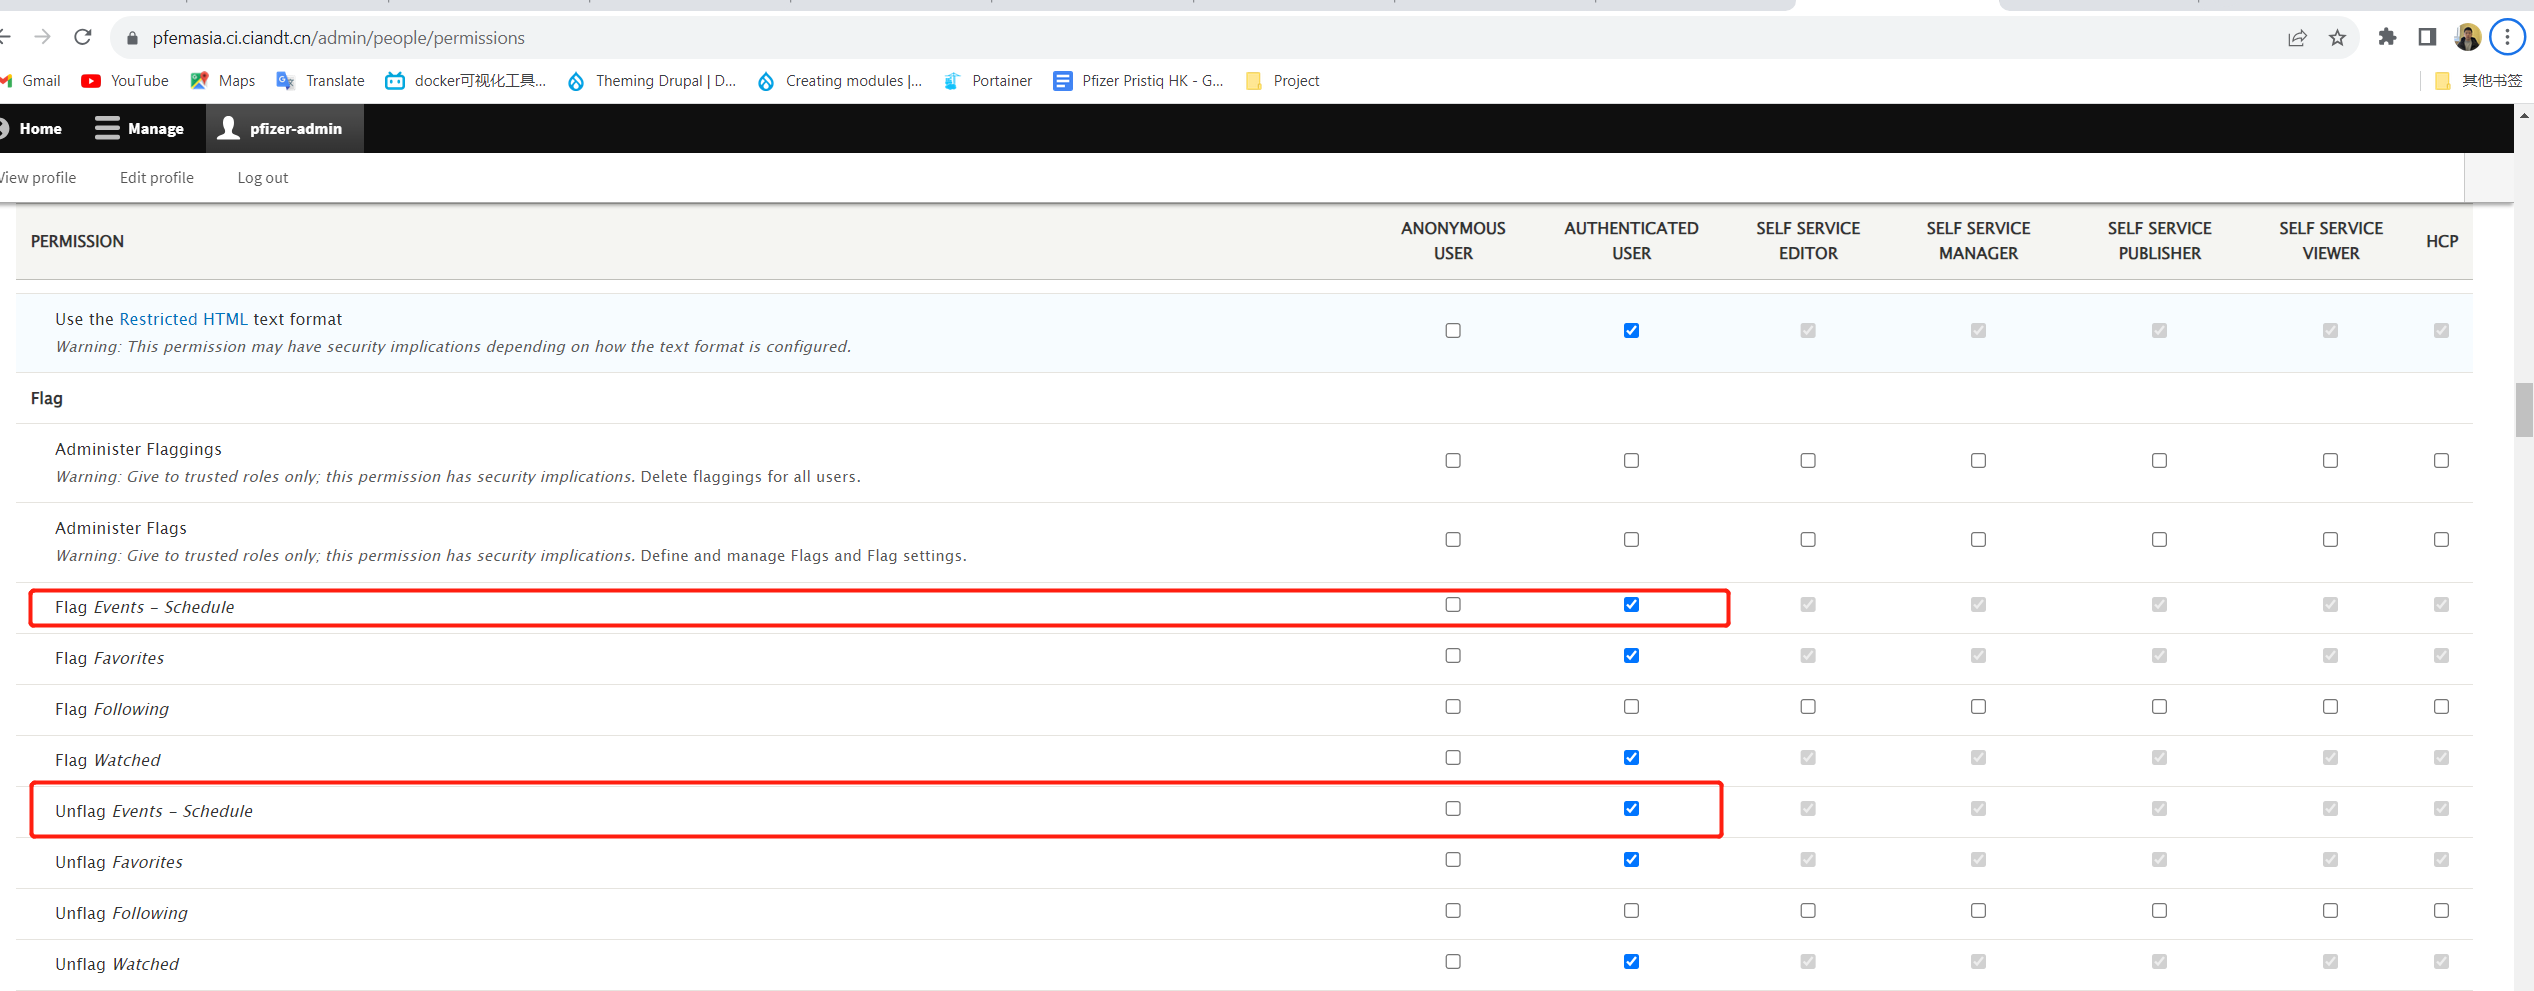 pfemasia.ci.ciandt.cn/admin/people/permissions
Gmail YouTube Maps Translate docker可视化工具... Theming Drupal | D... Creating modules |... Portainer Pfizer Pristiq HK - G... Project 其他书签
Home Manage pfizer-admin
View profile Edit profile Log out
PERMISSION ANONYMOUS USER AUTHENTICATED USER SELF SERVICE EDITOR SELF SERVICE MANAGER SELF SERVICE PUBLISHER SELF SERVICE VIEWER HCP
Use the Restricted HTML text format
Warning: This permission may have security implications depending on how the text format is configured.
Flag
Administer Flaggings
Warning: Give to trusted roles only; this permission has security implications. Delete flaggings for all users.
Administer Flags
Warning: Give to trusted roles only; this permission has security implications. Define and manage Flags and Flag settings.
Flag Events - Schedule
Flag Favorites
Flag Following
Flag Watched
Unflag Events - Schedule
Unflag Favorites
Unflag Following
Unflag Watched